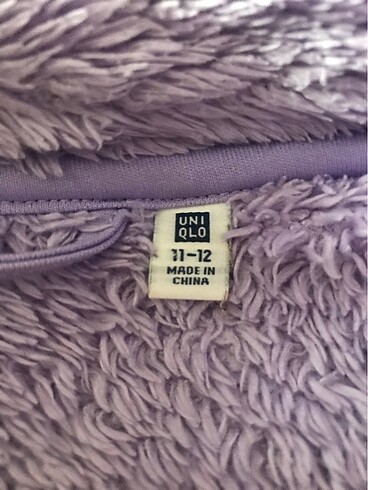 UNI
QLO
11-12
MADE IN
CHINA